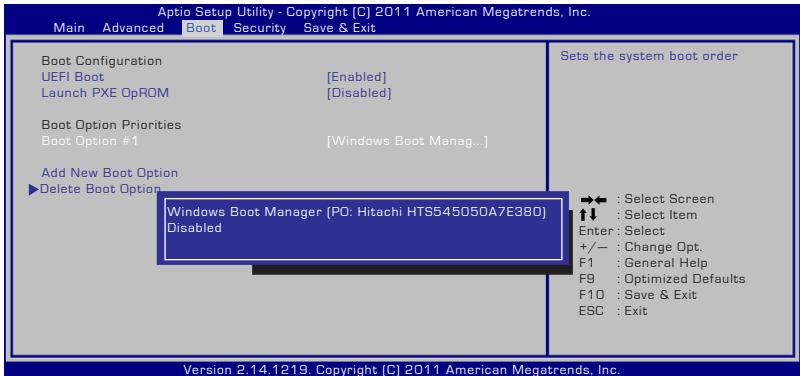 Aptio Setup Utility - Copyright (C) 2011 American Megatrends, Inc.
Main Advanced Boot Security Save & Exit
Boot Configuration
UEFI Boot [Enabled]
Launch PXE OpROM [Disabled]
Boot Option Priorities
Boot Option #1 [Windows Boot Manag...]
Add New Boot Option
Delete Boot Option
Windows Boot Manager (PO: Hitachi HTS545050A7E380)
Disabled
Sets the system boot order
: Select Screen
: Select Item
Enter : Select
+/— : Change Opt.
F1 : General Help
F9 : Optimized Defaults
F10 : Save & Exit
ESC : Exit
Version 2.14.1219. Copyright (C) 2011 American Megatrends, Inc.